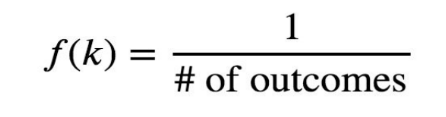 f(k) = 1 / # of outcomes